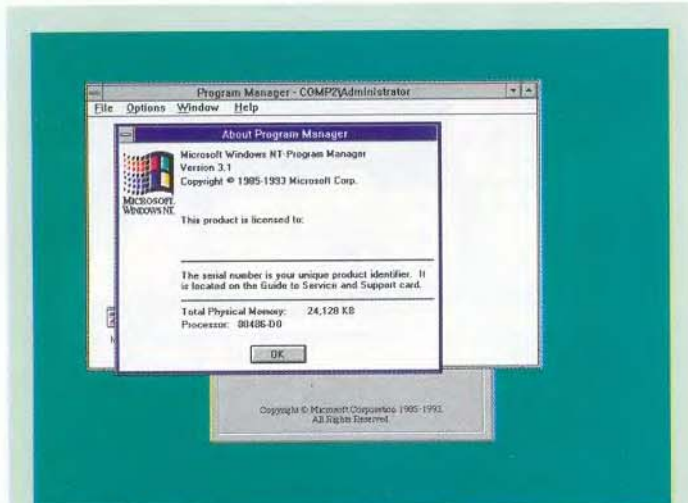 Program Manager - COMP2\Administrator
File Options Window Help
About Program Manager
Microsoft Windows NT Program Manager
Version 3.1
Copyright © 1985-1993 Microsoft Corp.
MICROSOFT
WINDOWS NT
This product is licensed to:
The serial number is your unique product identifier. It
is located on the Guide to Service and Support card.
Total Physical Memory: 24,128 KB
Processor: 80486-D0
OK
Copyright © Microsoft Corporation 1985-1993.
All Rights Reserved.